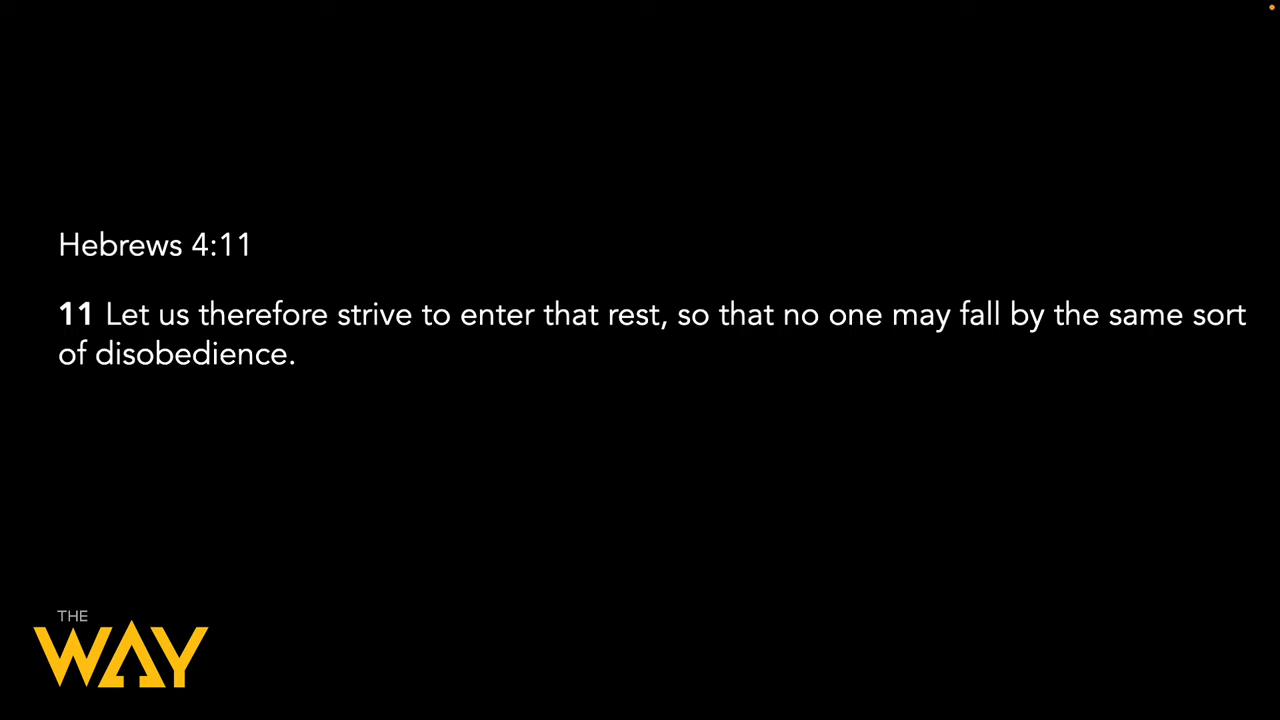 Hebrews 4:11
11 Let us therefore strive to enter that rest, so that no one may fall by the same sort
of disobedience.
THE
WAY